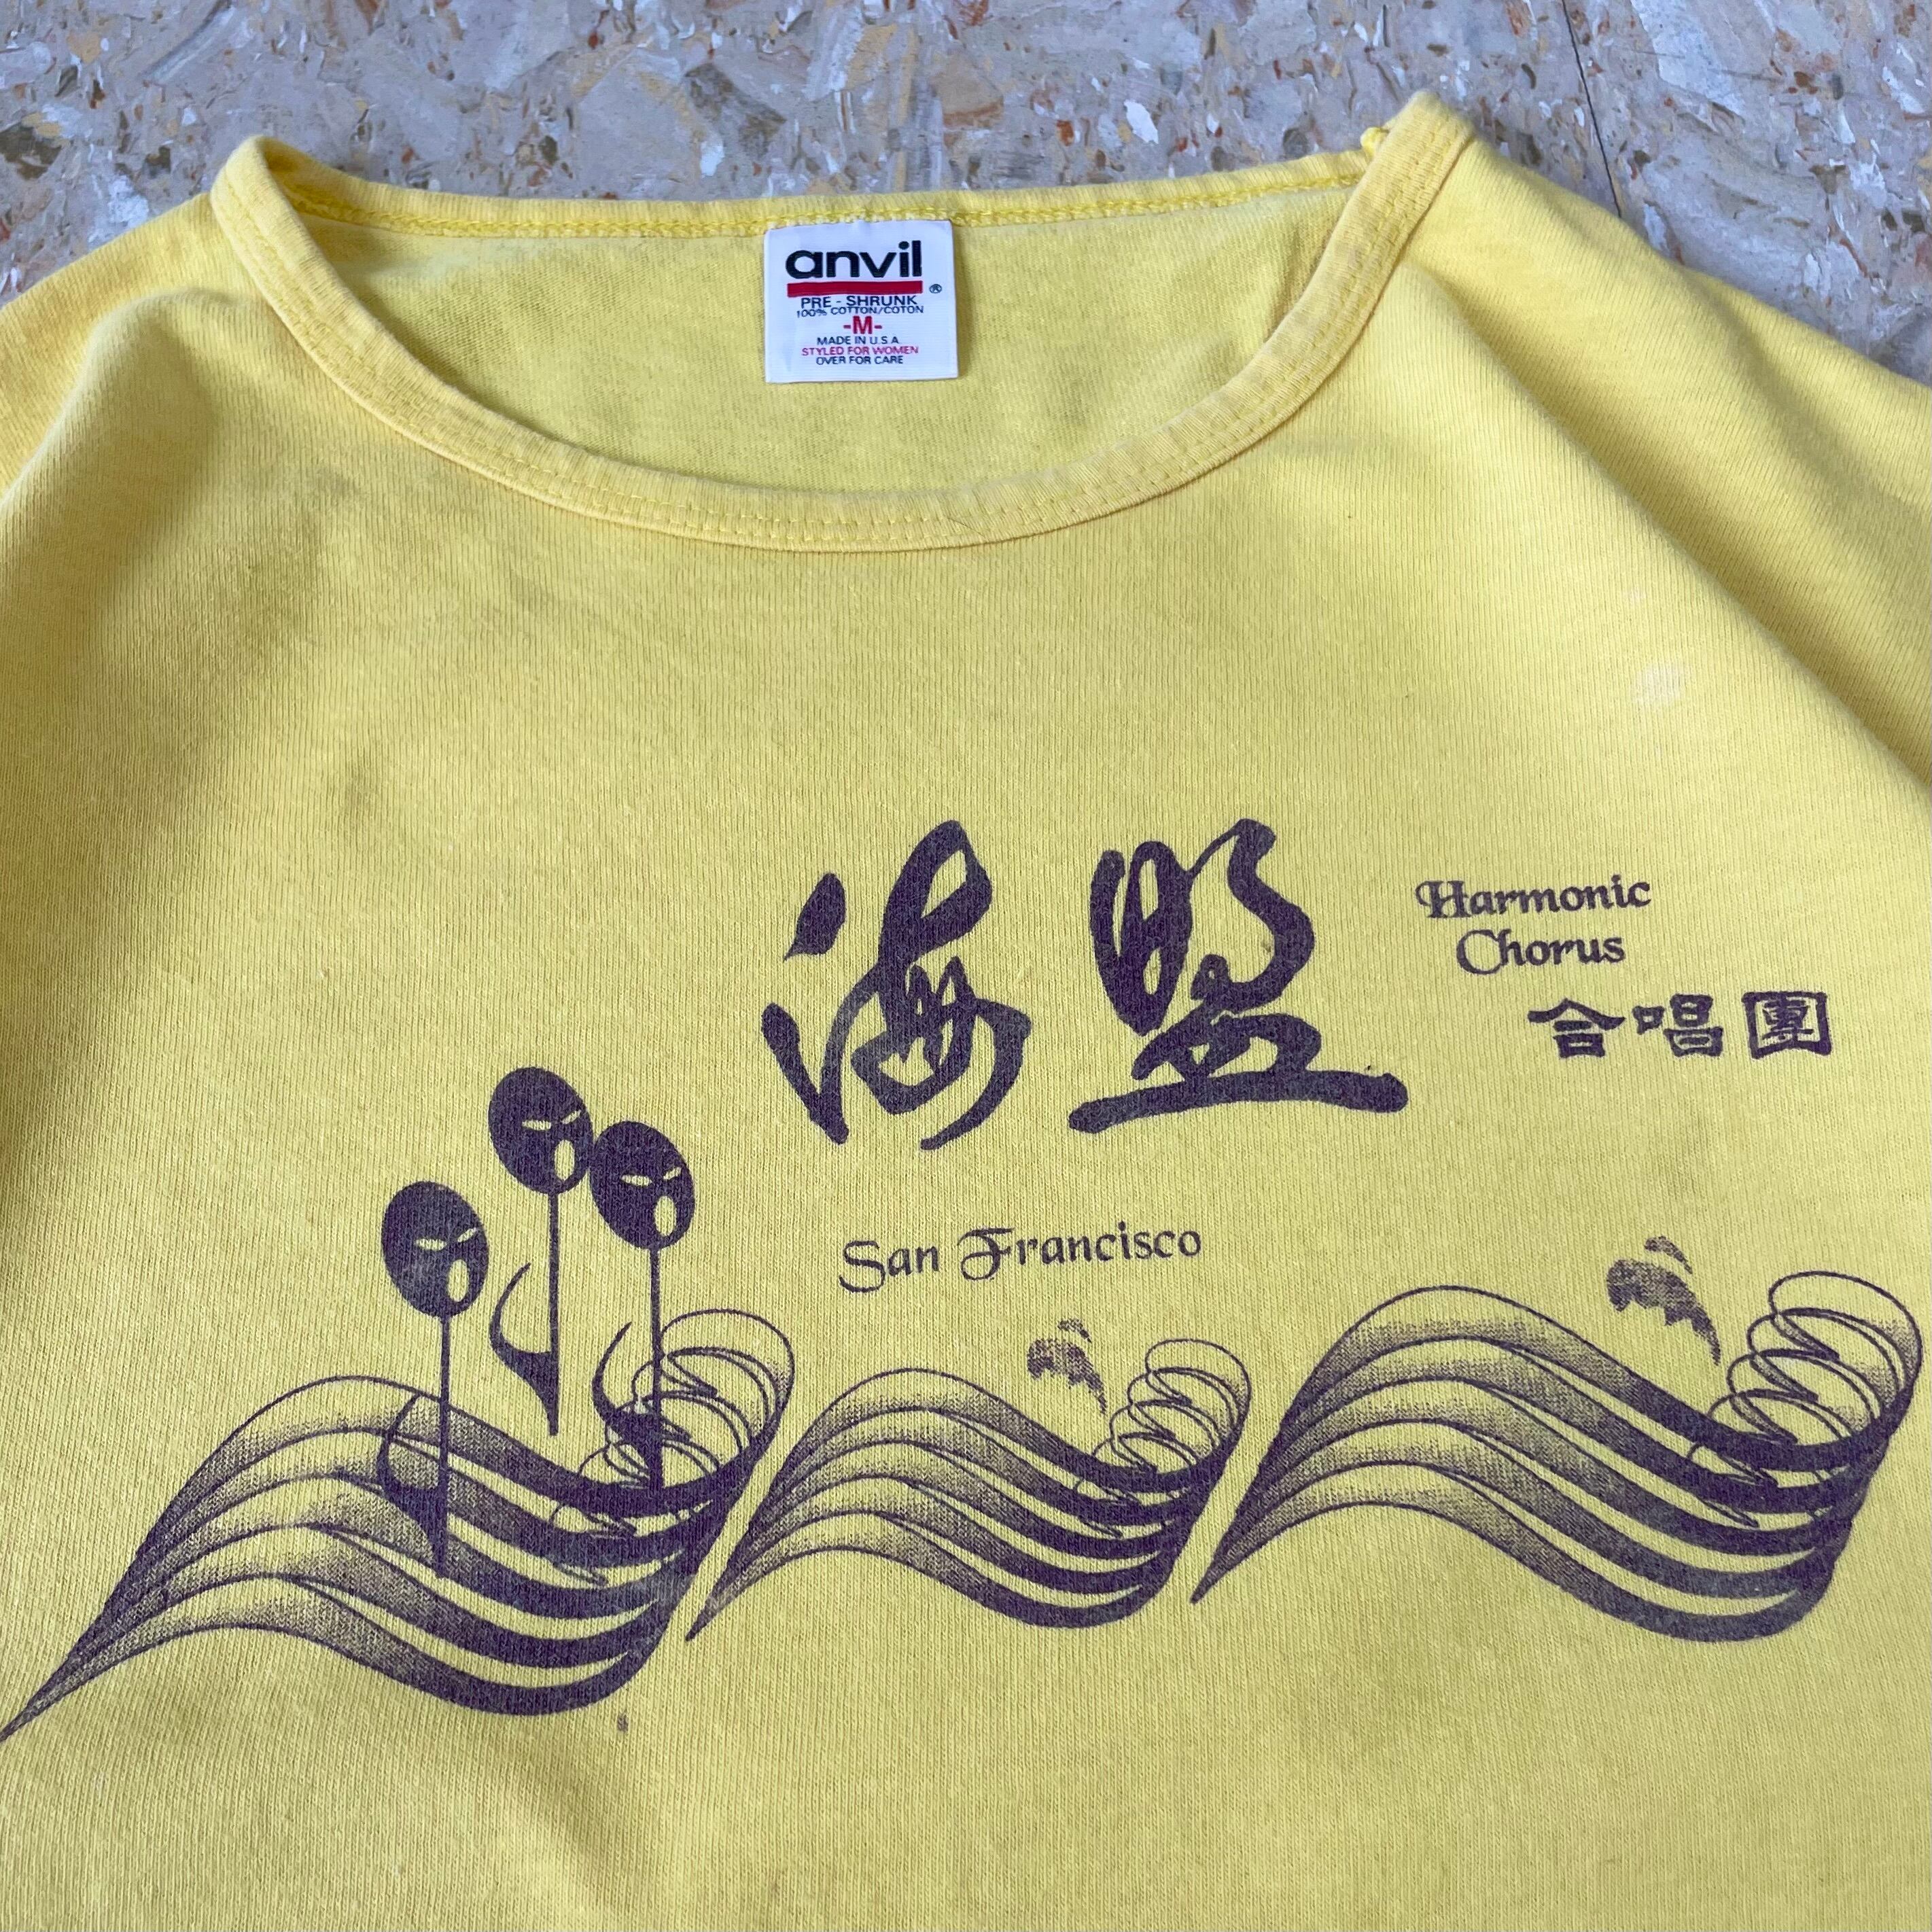 anvil®
PRE-SHRUNK
100% COTTON/COTON
-M-
MADE IN U.S.A.
STYLED FOR WOMEN
OVER FOR CARE
海盟
Harmonic
Chorus
合唱團
San Francisco